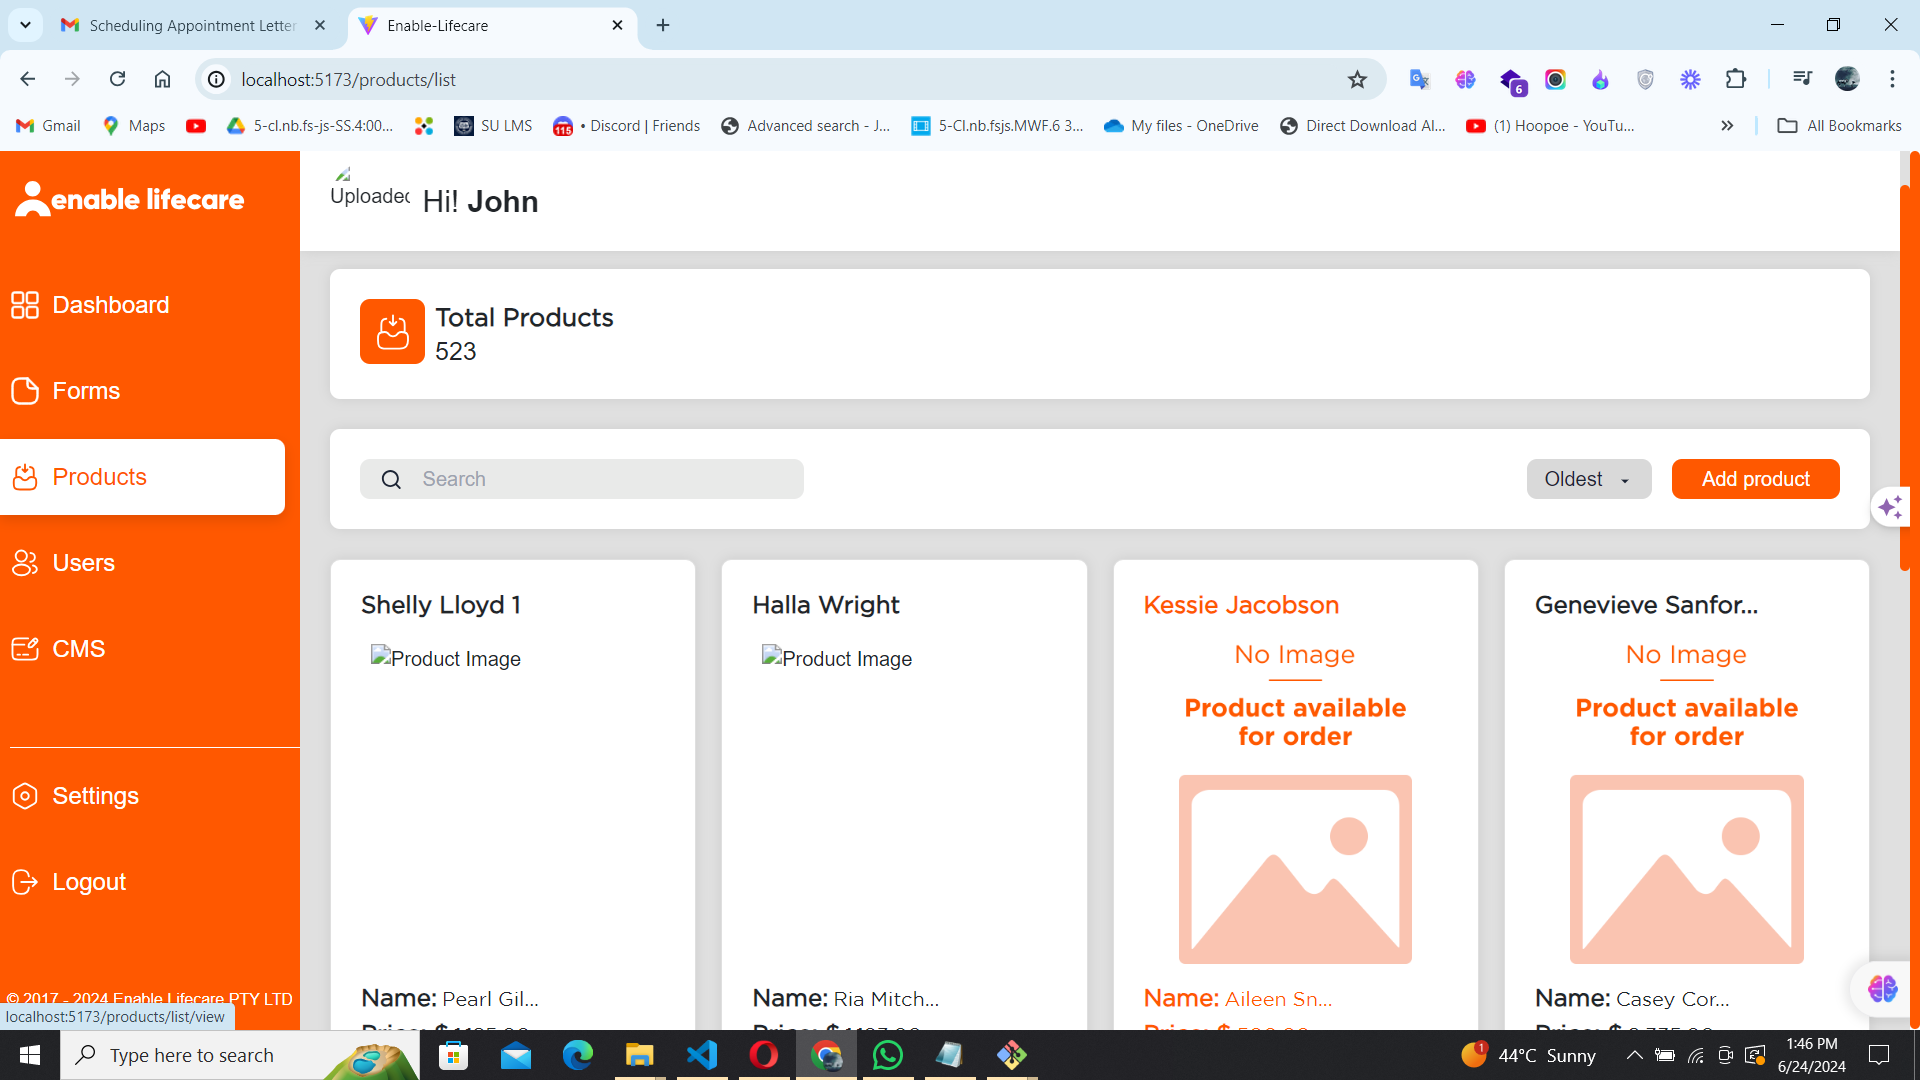 Scheduling Appointment Letter
Enable-Lifecare
localhost:5173/products/list
6
Gmail
Maps
5-cl.nb.fs-js-SS.4:00...
SU LMS
115
• Discord | Friends
Advanced search - J...
5-Cl.nb.fsjs.MWF.6 3...
My files - OneDrive
Direct Download Al...
(1) Hoopoe - YouTu...
All Bookmarks
enable lifecare
Uploaded
Hi! John
Dashboard
Forms
Products
Users
CMS
Settings
Logout
© 2017 - 2024 Enable Lifecare PTY LTD
localhost:5173/products/list/view
Total Products
523
Search
Oldest
Add product
Shelly Lloyd 1
Product Image
Name: Pearl Gil...
Halla Wright
Product Image
Name: Ria Mitch...
Kessie Jacobson
No Image
Product available
for order
Name: Aileen Sn...
Genevieve Sanfor...
No Image
Product available
for order
Name: Casey Cor...
Type here to search
1
44°C Sunny
1:46 PM
6/24/2024